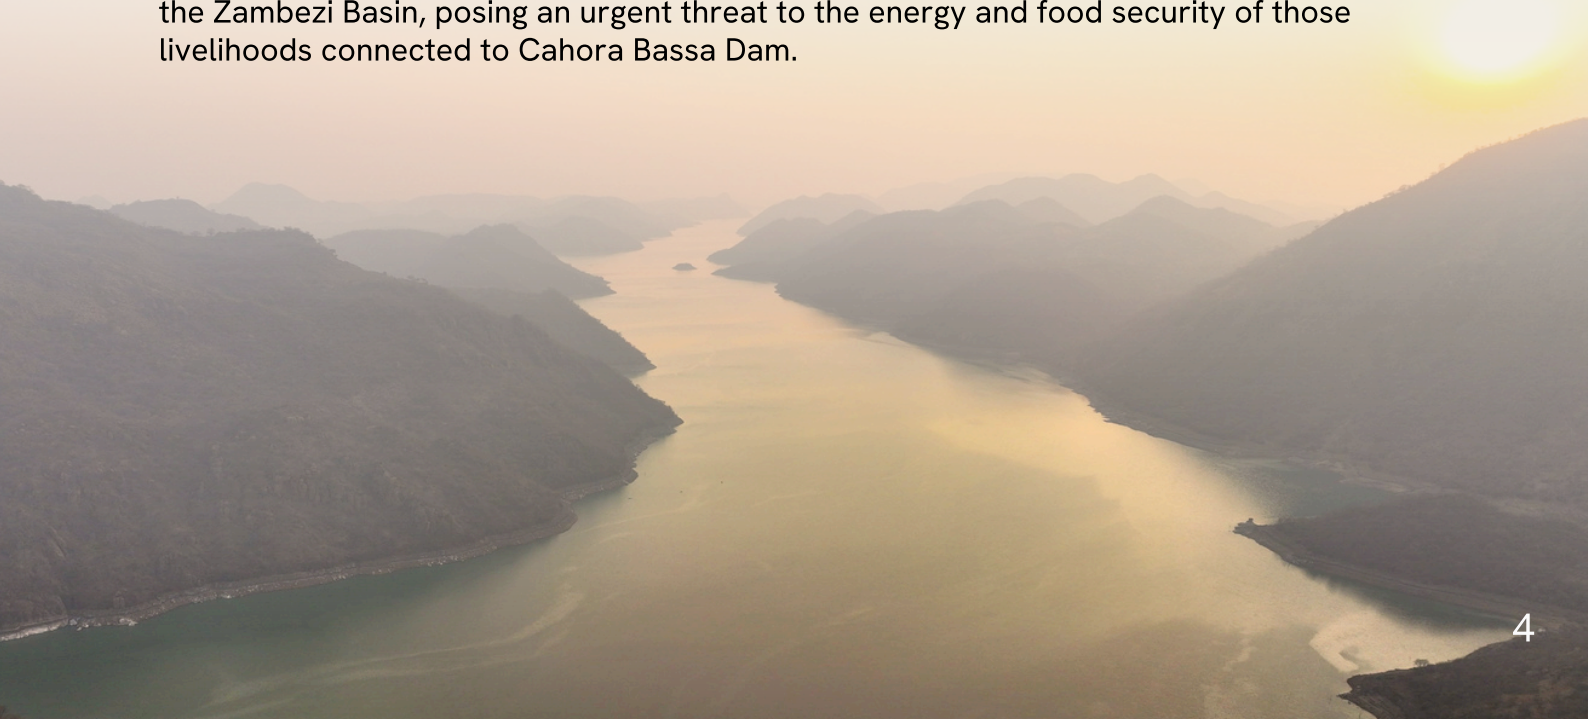 the Zambezi Basin, posing an urgent threat to the energy and food security of those
livelihoods connected to Cahora Bassa Dam.
4